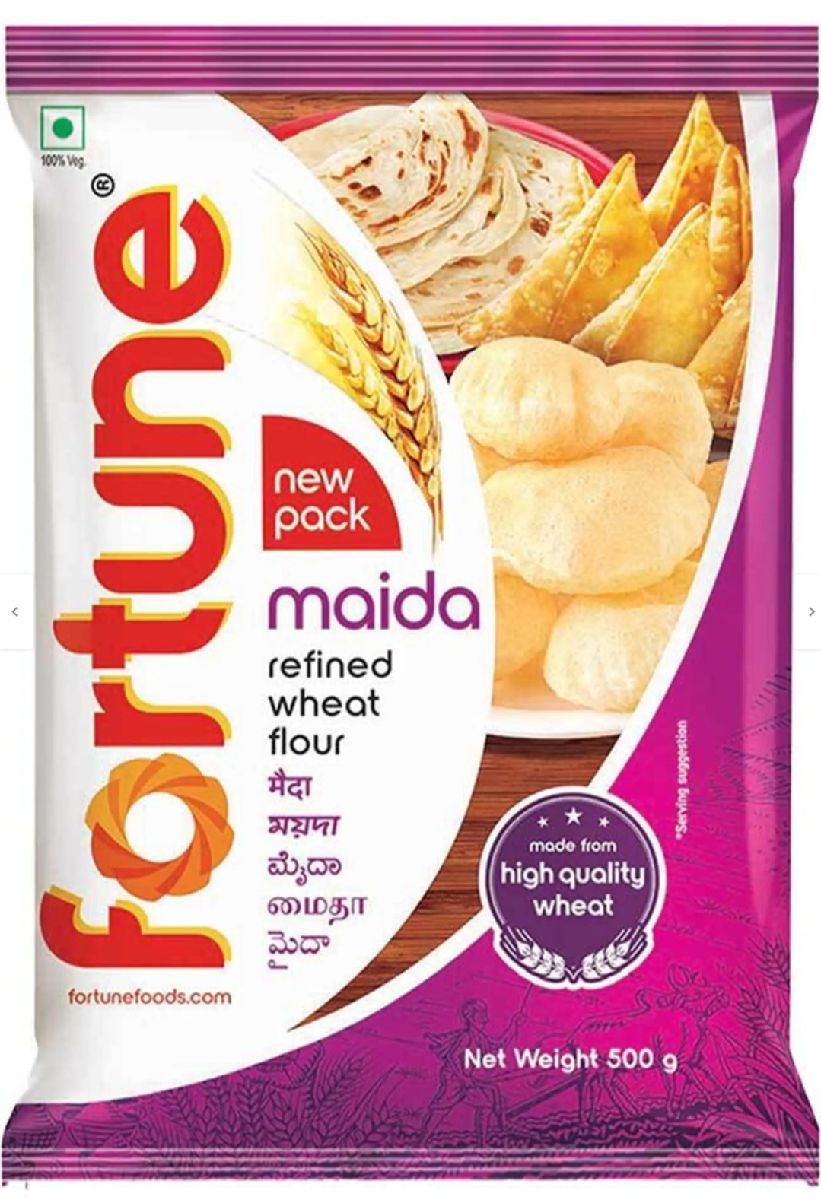 100% Veg.
fortune®
new
pack
maida
refined
wheat
flour
मैदा
ময়দা
ಮೈದಾ
மைதா
మైదా
fortunefoods.com
*Serving suggestion
made from
high quality
wheat
Net Weight 500 g